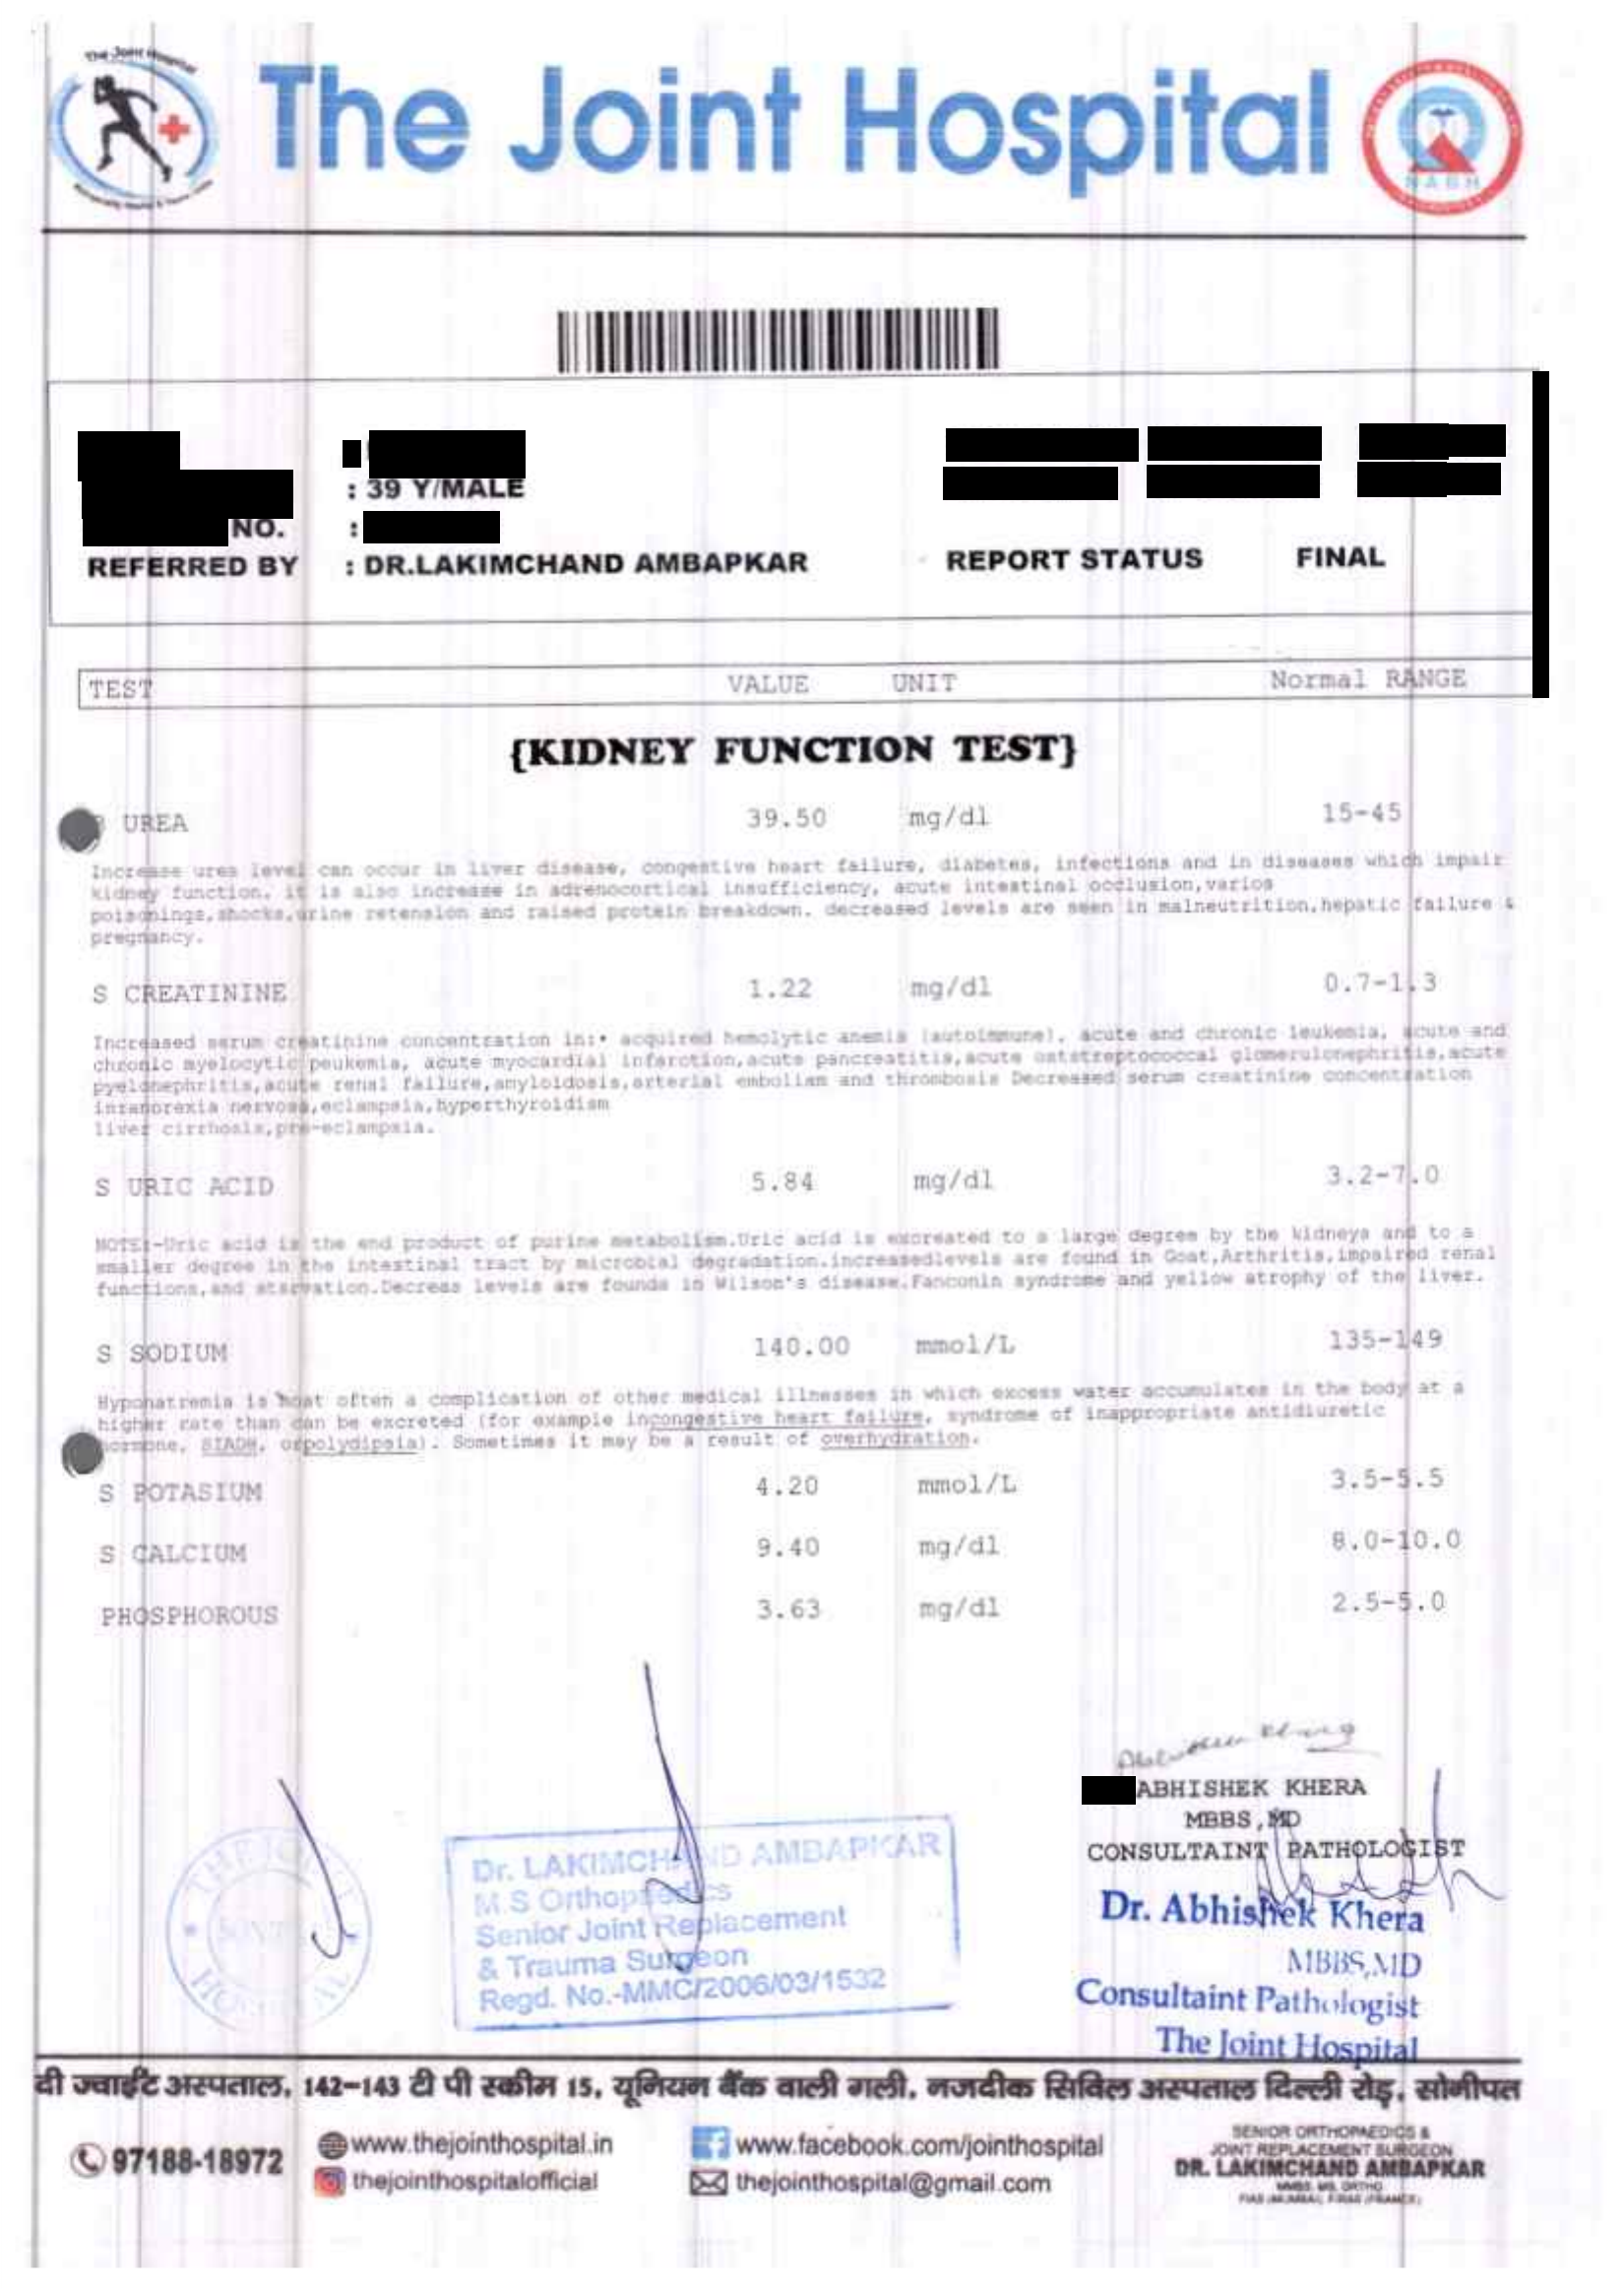 The Joint Hospital
The Joint Hospital
NABH
: 39 Y/MALE
NO. :
REFERRED BY : DR.LAKIMCHAND AMBAPKAR REPORT STATUS FINAL
TEST VALUE UNIT Normal RANGE
{KIDNEY FUNCTION TEST}
UREA 39.50 mg/dl 15-45
Increase urea level can occur in liver disease, congestive heart failure, diabetes, infections and in diseases which impair
kidney function. it is also increase in adrenocortical insufficiency, acute intestinal occlusion,varios
poisonings,shocks,urine retension and raised protein breakdown. decreased levels are seen in malneutrition,hepatic failure &
pregnancy.
S CREATININE 1.22 mg/dl 0.7-1.3
Increased serum creatinine concentration in:• acquired hemolytic anemia (autoimmune), acute and chronic leukemia, acute and
chronic myelocytic peukemia, acute myocardial infarction,acute pancreatitis,acute oststreptococcal glomerulonephritis,acute
pyelonephritis,acute renal failure,amyloidosis,arterial embolism and thrombosis Decreased serum creatinine concentration
inranorexia nervosa,eclampsia,hyperthyroidism
liver cirrhosis,pre-eclampsia.
S URIC ACID 5.84 mg/dl 3.2-7.0
NOTE:-Uric acid is the end product of purine metabolism.Uric acid is excreated to a large degree by the kidneys and to a
smaller degree in the intestinal tract by microbial degradation.increasedlevels are found in Goat,Arthritis,impaired renal
functions,and starvation.Decreas levels are founds in Wilson's disease.Fanconin syndrome and yellow atrophy of the liver.
S SODIUM 140.00 mmol/L 135-149
Hyponatremia is most often a complication of other medical illnesses in which excess water accumulates in the body at a
higher rate than can be excreted (for example incongestive heart failure, syndrome of inappropriate antidiuretic
hormone, SIADH, orpolydipsia). Sometimes it may be a result of overhydration.
S POTASIUM 4.20 mmol/L 3.5-5.5
S CALCIUM 9.40 mg/dl 8.0-10.0
PHOSPHOROUS 3.63 mg/dl 2.5-5.0
ABHISHEK KHERA
MBBS,MD
CONSULTAINT PATHOLOGIST
THE JOINT HOSPITAL
Dr. LAKIMCHAND AMBAPKAR
M.S Orthopaedics
Senior Joint Replacement
& Trauma Surgeon
Regd. No.-MMC/2006/03/1532
Dr. Abhishek Khera
MBBS,MD
Consultaint Pathologist
The Joint Hospital
दी ज्वाईंट अस्पताल, 142-143 टी पी स्कीम 15, यूनियन बैंक वाली गली, नजदीक सिविल अस्पताल दिल्ली रोड़, सोनीपत
97188-18972
www.thejointhospital.in
thejointhospitalofficial
www.facebook.com/jointhospital
thejointhospital@gmail.com
SENIOR ORTHOPAEDICS &
JOINT REPLACEMENT SURGEON
DR. LAKIMCHAND AMBAPKAR
MBBS. MS. ORTHO